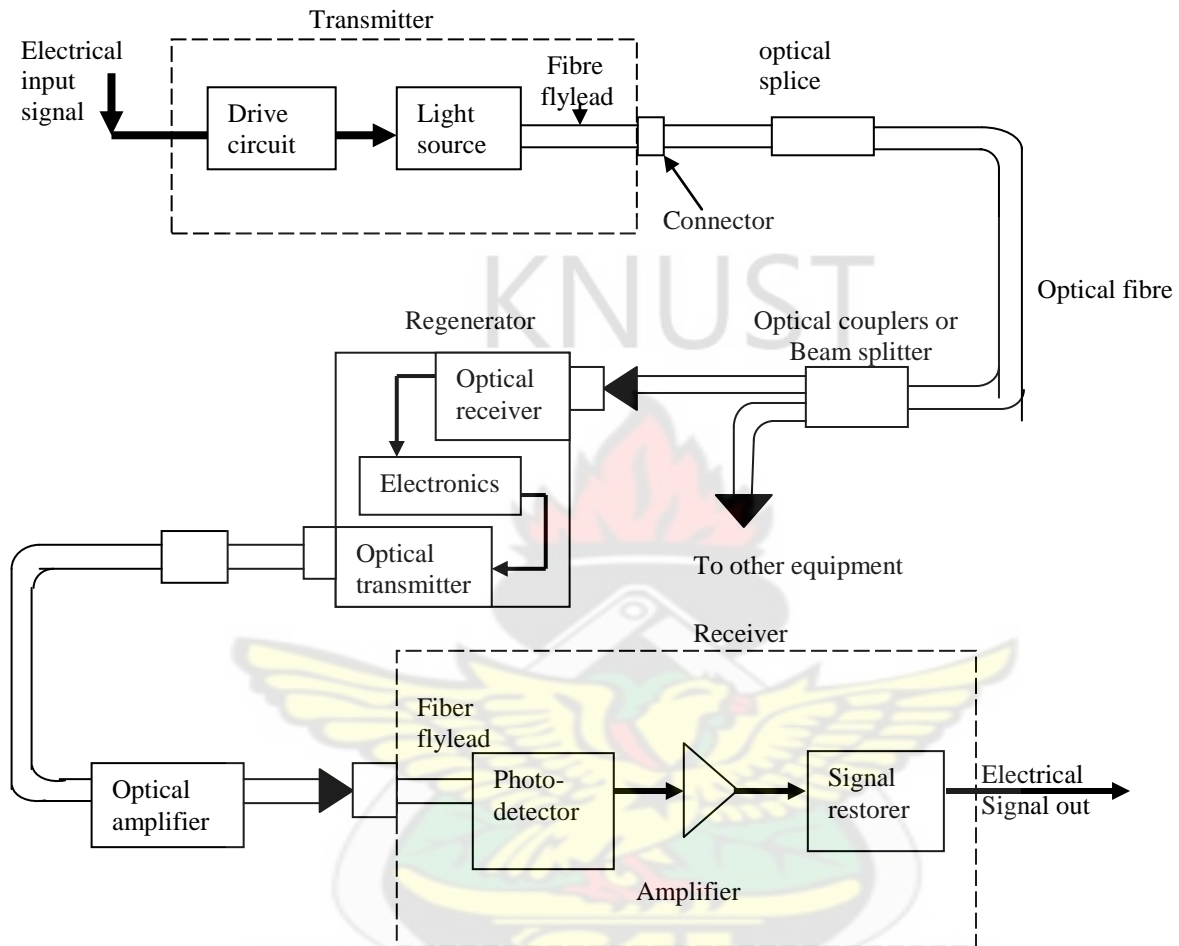 Transmitter
Electrical
input
signal
Drive
circuit
Light
source
Fibre
flylead
optical
splice
Connector
KNUST
Optical fibre
Optical couplers or
Beam splitter
Regenerator
Optical
receiver
Electronics
Optical
transmitter
To other equipment
Receiver
Fiber
flylead
Optical
amplifier
Photo-
detector
Amplifier
Signal
restorer
Electrical
Signal out